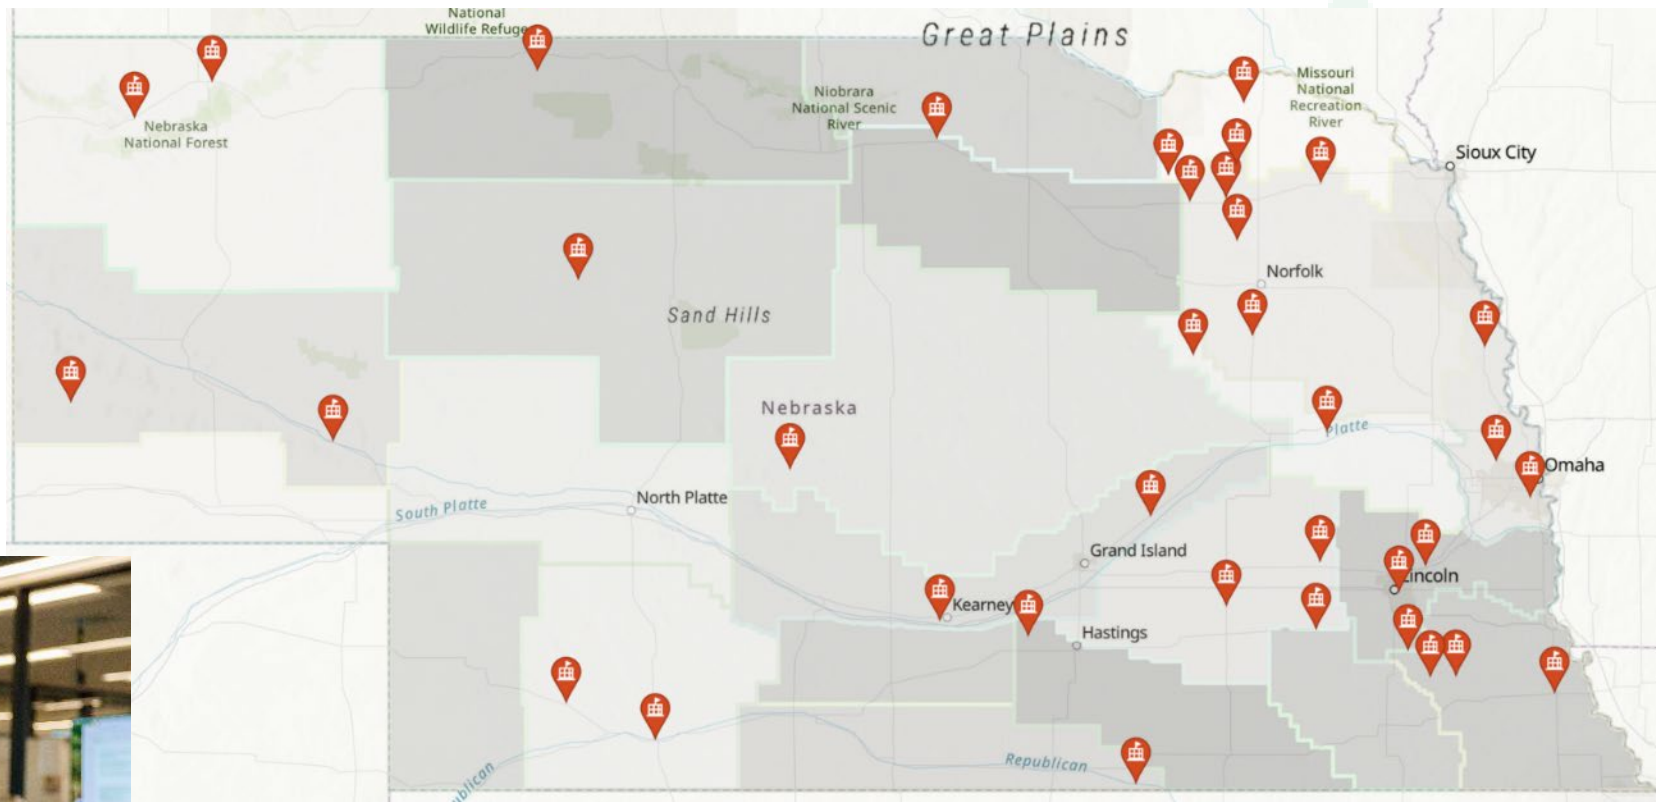 National
Wildlife Refuge
Great Plains
Missouri
National
Recreation
River
Niobrara
National Scenic
River
Nebraska
National Forest
Sioux City
Norfolk
Sand Hills
Nebraska
Platte
Omaha
North Platte
South Platte
Grand Island
Lincoln
Kearney
Hastings
Republican